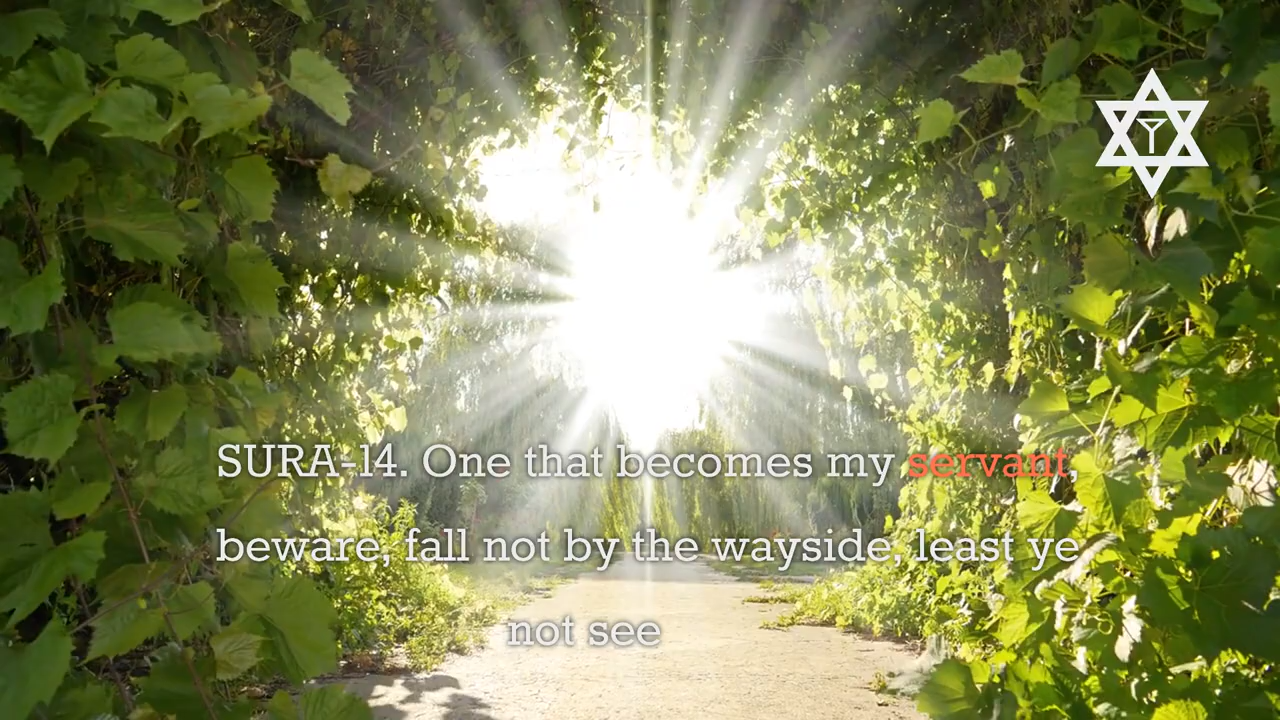 SURA-14. One that becomes my servant,
beware, fall not by the wayside, least ye
not see